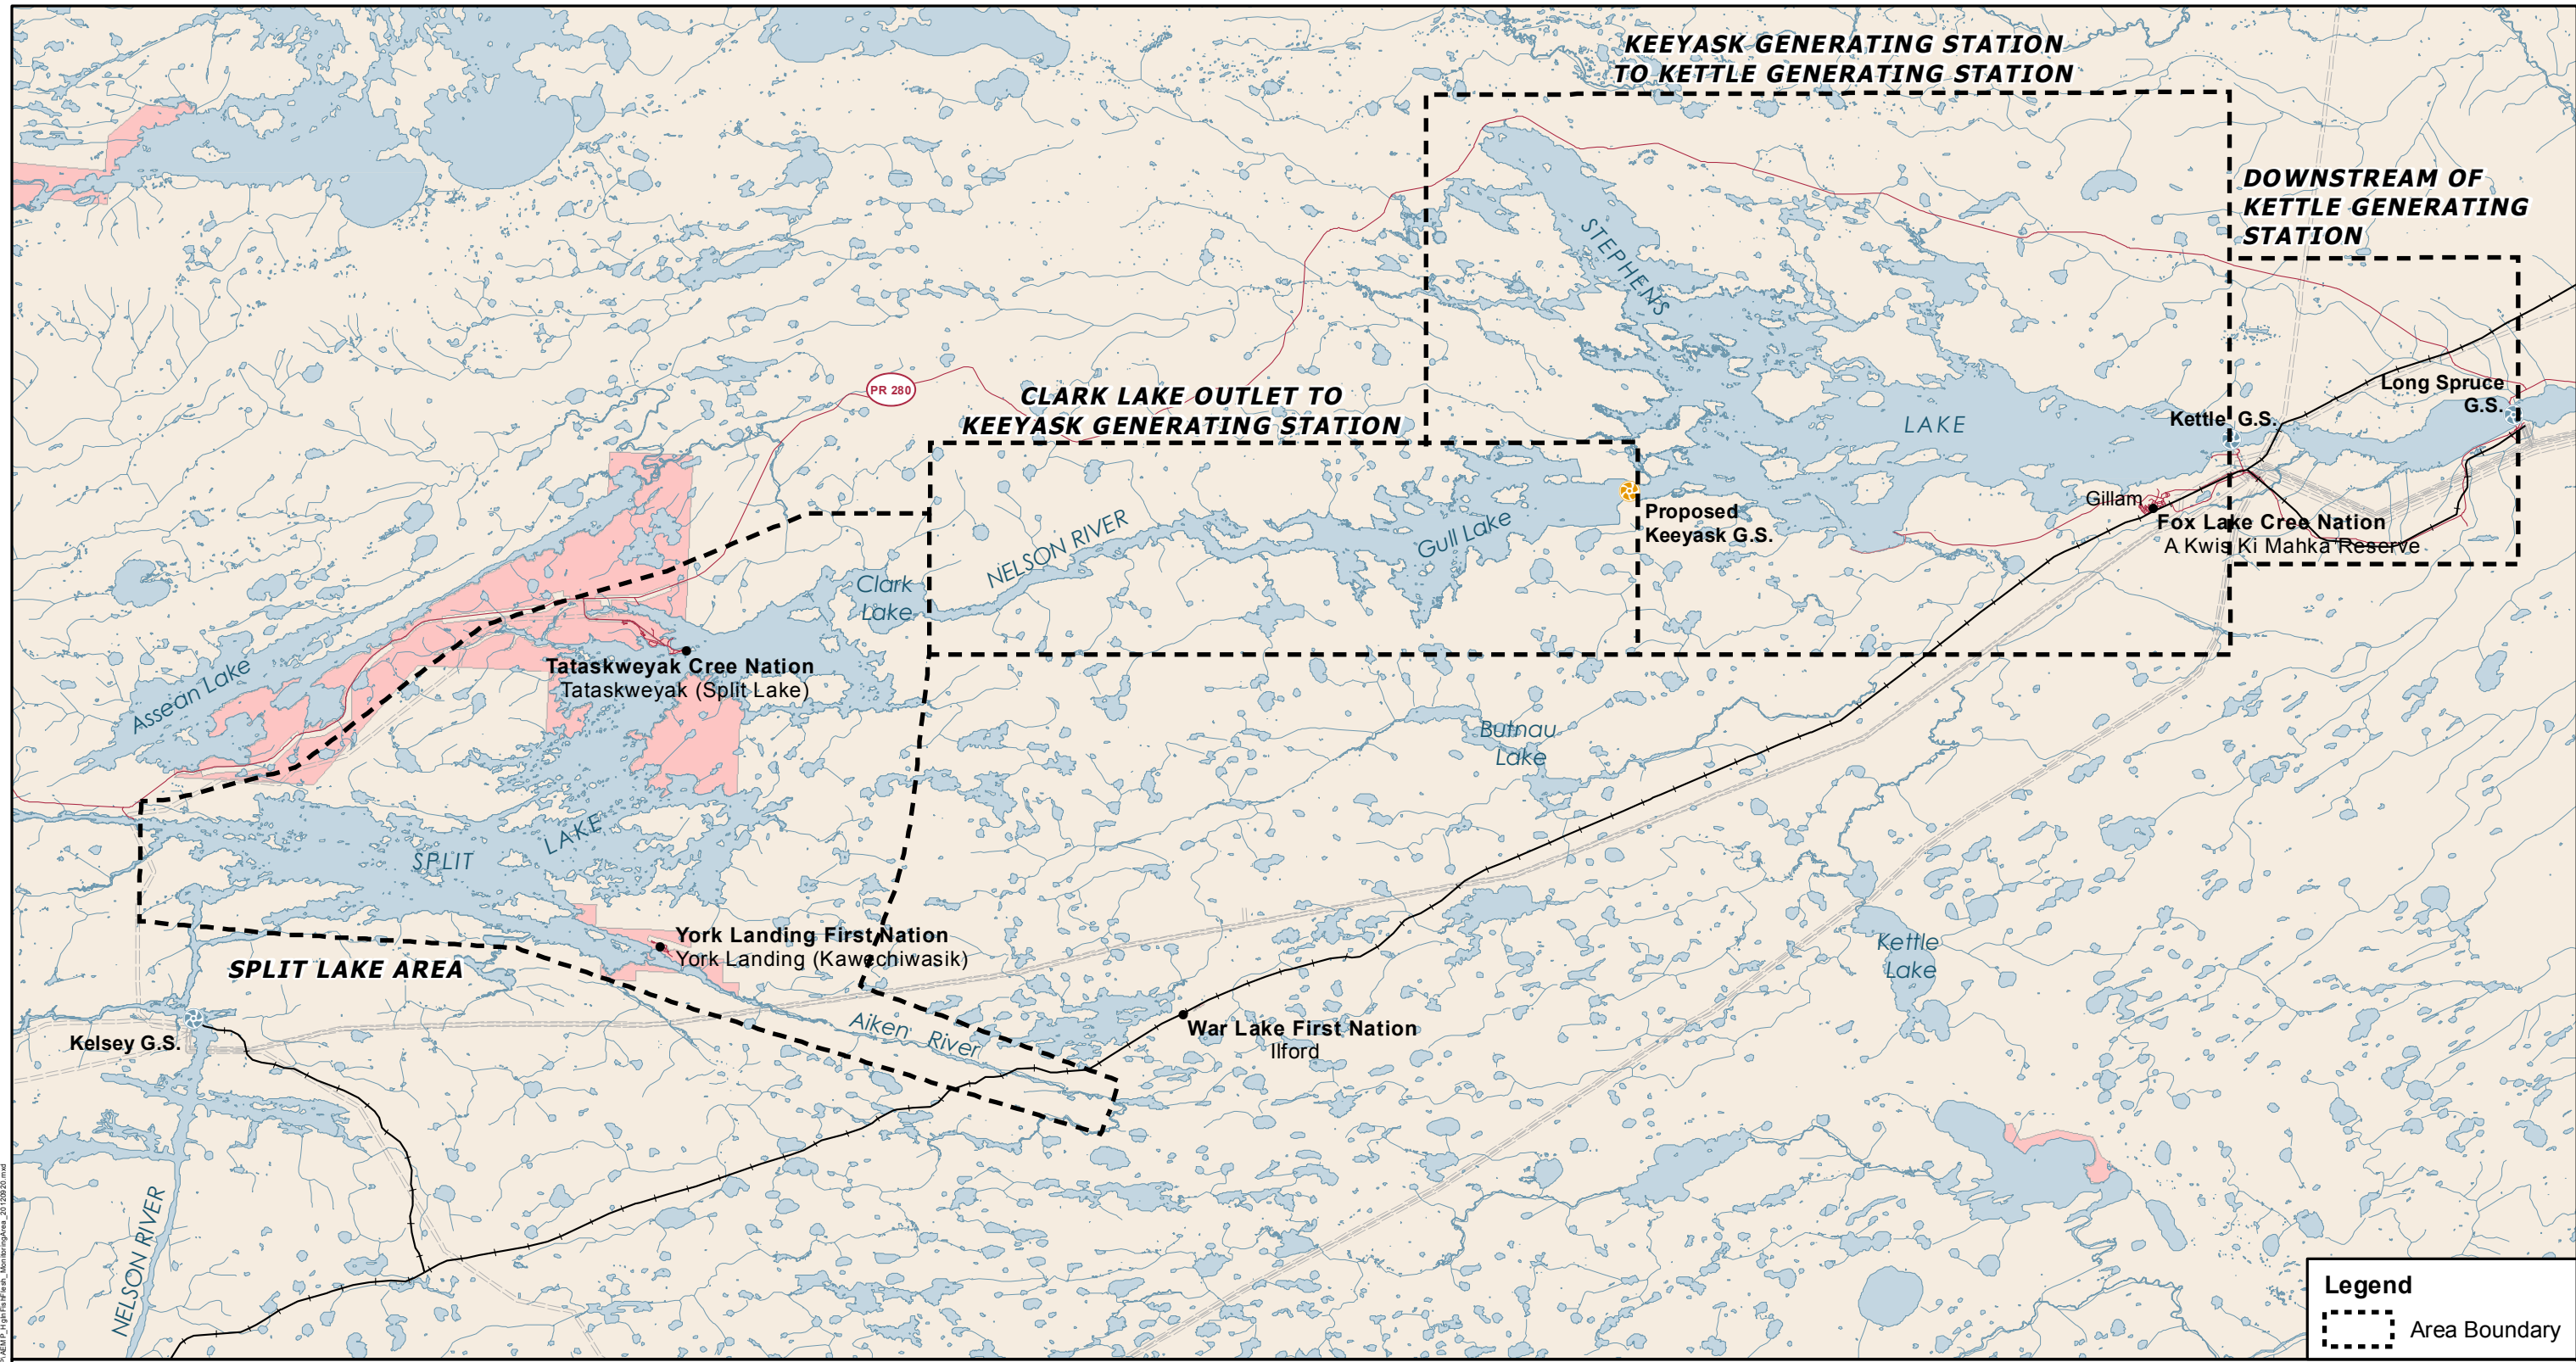 KEEYASK GENERATING STATION
TO KETTLE GENERATING STATION
DOWNSTREAM OF
KETTLE GENERATING
STATION
STEPHENS
LAKE
PR 280
CLARK LAKE OUTLET TO
KEEYASK GENERATING STATION
Long Spruce
G.S.
Kettle G.S.
NELSON RIVER
Gull Lake
Proposed
Keeyask G.S.
Gillam
Fox Lake Cree Nation
A Kwis Ki Mahka Reserve
Clark
Lake
Assean Lake
Tataskweyak Cree Nation
Tataskweyak (Split Lake)
Butnau
Lake
SPLIT LAKE
York Landing First Nation
York Landing (Kawechiwasik)
SPLIT LAKE AREA
Kettle
Lake
Aiken River
War Lake First Nation
Ilford
Kelsey G.S.
NELSON RIVER
Legend
Area Boundary